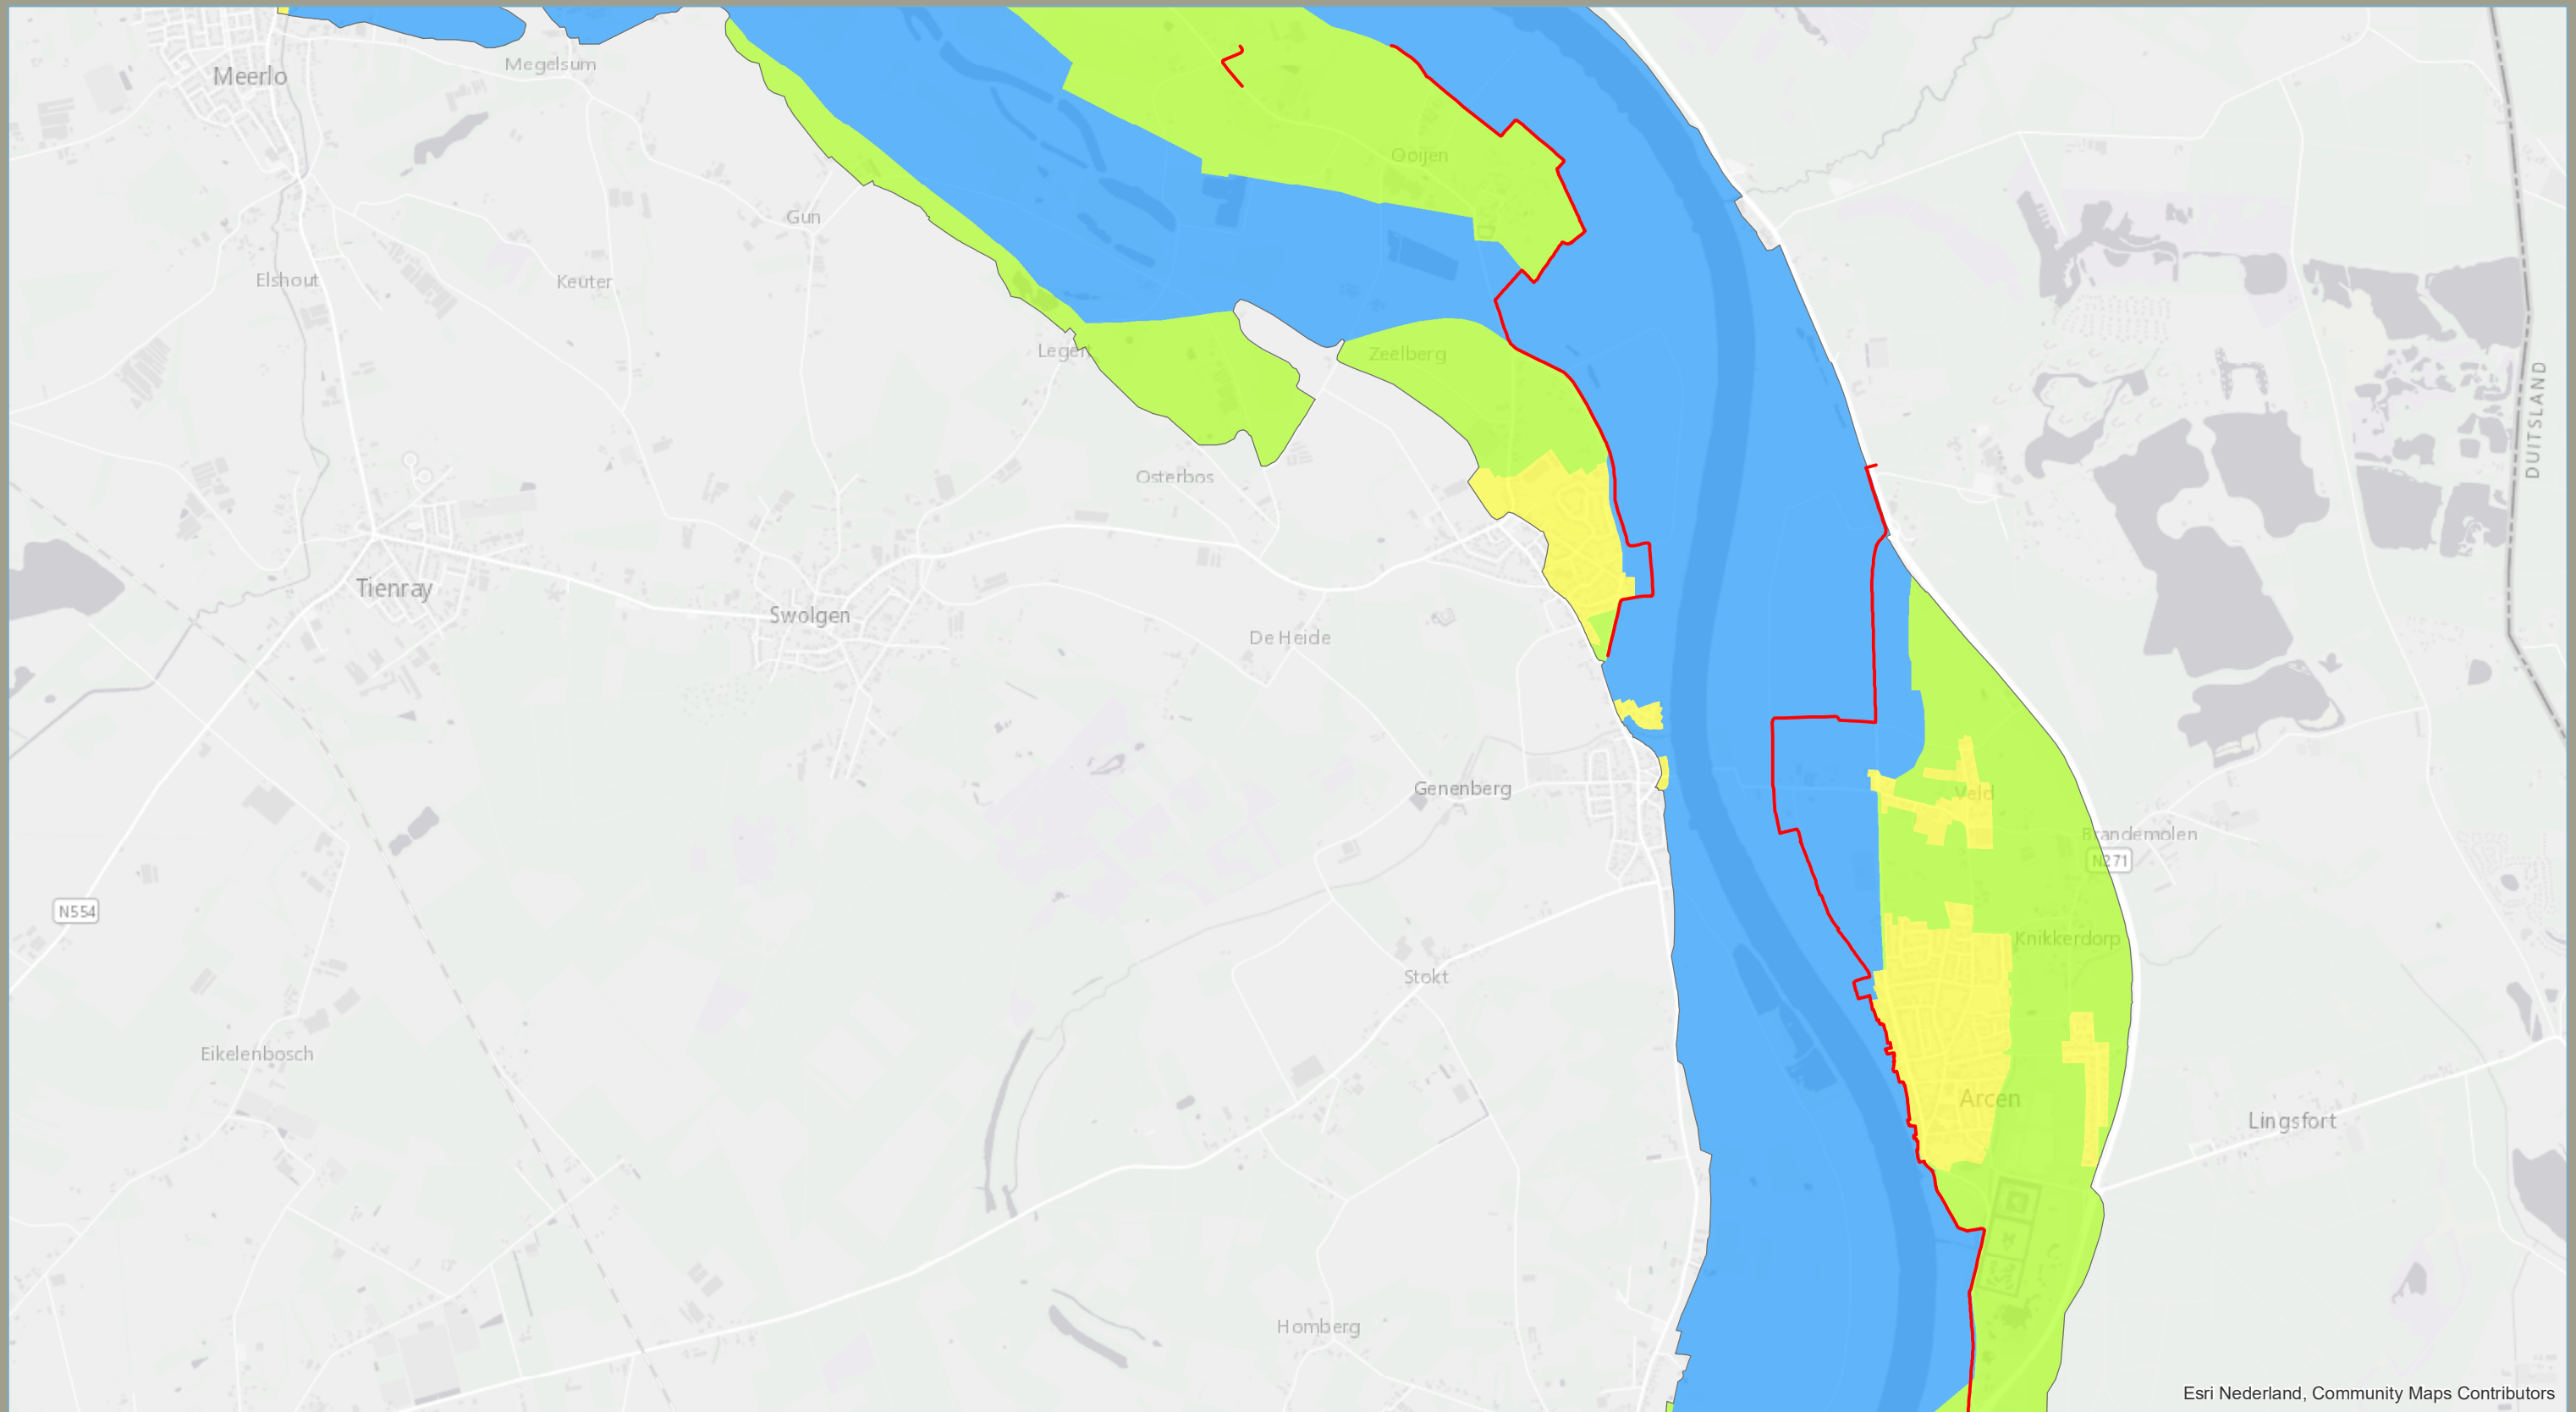 Meerlo
Megelsum
Ooijen
Gun
Elshout
Keuter
Legert
Zeelberg
DUITSLAND
Osterbos
Tienray
Swolgen
De Heide
Genenberg
Veld
Brandemolen
N271
N554
Knikkerdorp
Stokt
Eikelenbosch
Arcen
Lingsfort
Homberg
Esri Nederland, Community Maps Contributors